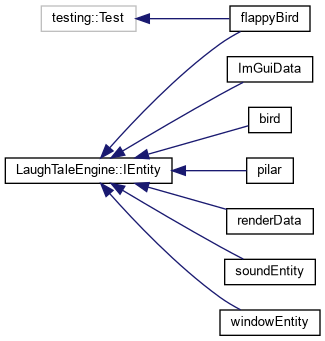 testing::Test
flappyBird
ImGuiData
bird
LaughTaleEngine::IEntity
pilar
renderData
soundEntity
windowEntity